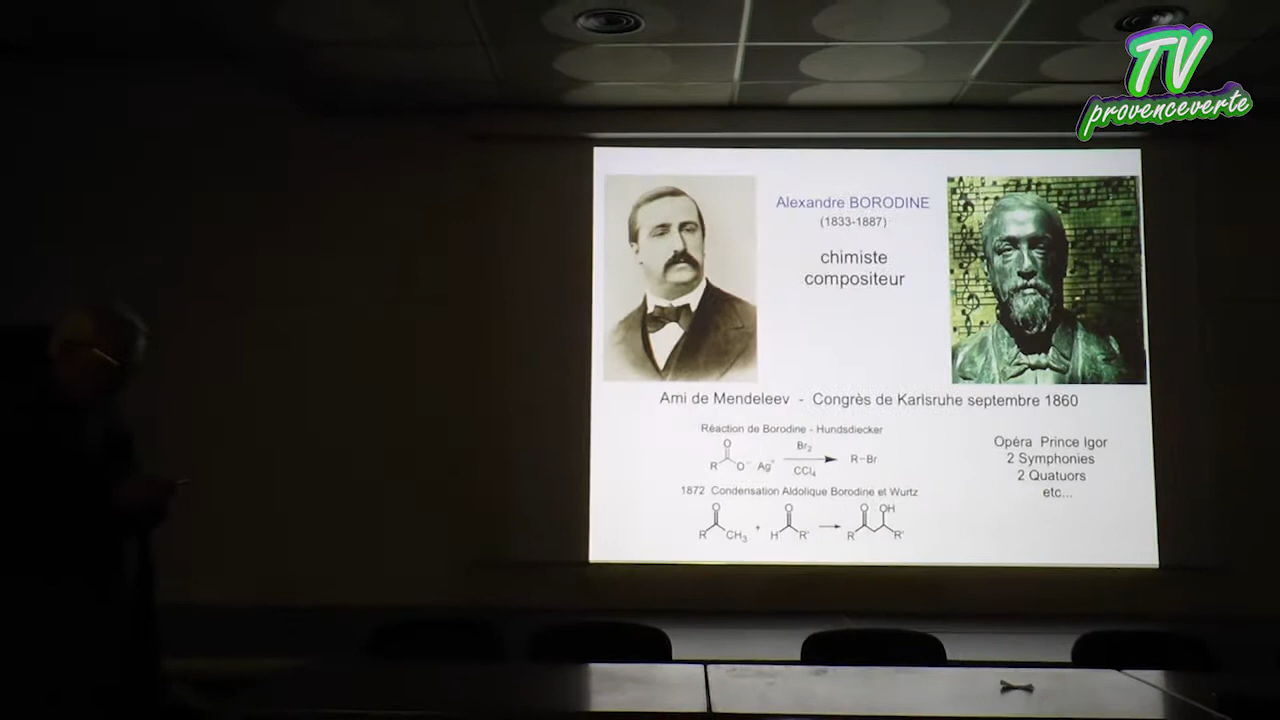 TV
provenceverte
Alexandre BORODINE
(1833-1887)
chimiste
compositeur
Ami de Mendeleev - Congrès de Karlsruhe septembre 1860
Réaction de Borodine - Hundsdiecker
R O O⁻ Ag⁺ Br₂ CCl₄ R-Br
1872 Condensation Aldolique Borodine et Wurtz
R O CH₃ + H O R' R O OH R'
Opéra Prince Igor
2 Symphonies
2 Quatuors
etc...